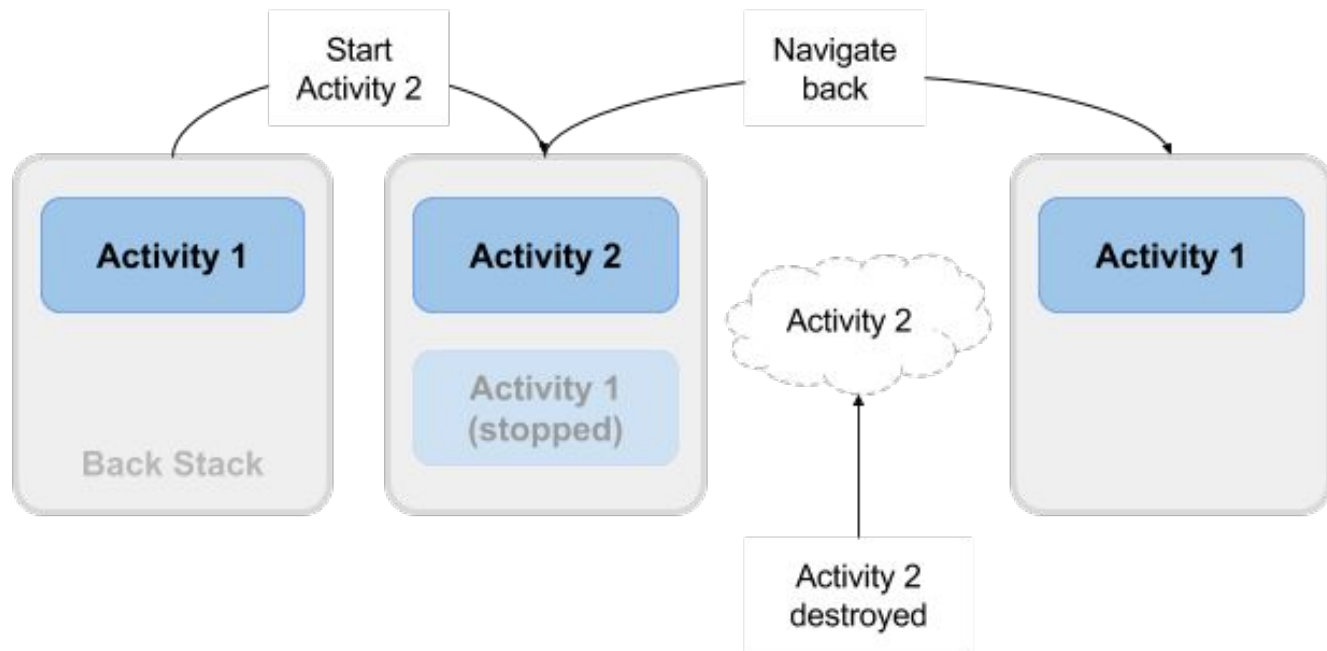 Start
Activity 2
Navigate
back
Activity 1
Back Stack
Activity 2
Activity 1
(stopped)
Activity 2
Activity 2
destroyed
Activity 1